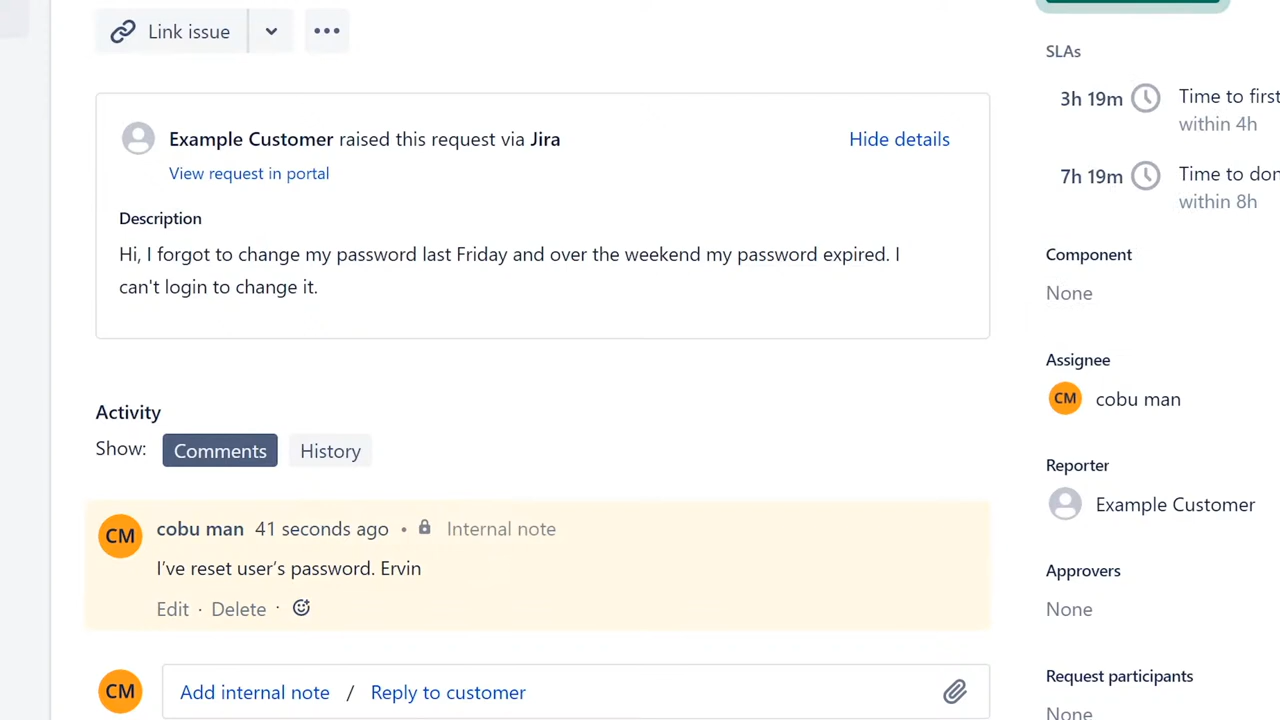 Link issue
SLAs
3h 19m Time to first
within 4h
Example Customer raised this request via Jira
Hide details
View request in portal
7h 19m Time to don
within 8h
Description
Hi, I forgot to change my password last Friday and over the weekend my password expired. I
can't login to change it.
Component
None
Assignee
CM cobu man
Activity
Show: Comments History
Reporter
Example Customer
CM cobu man 41 seconds ago • Internal note
I've reset user's password. Ervin
Edit · Delete ·
Approvers
None
CM Add internal note / Reply to customer
Request participants
None